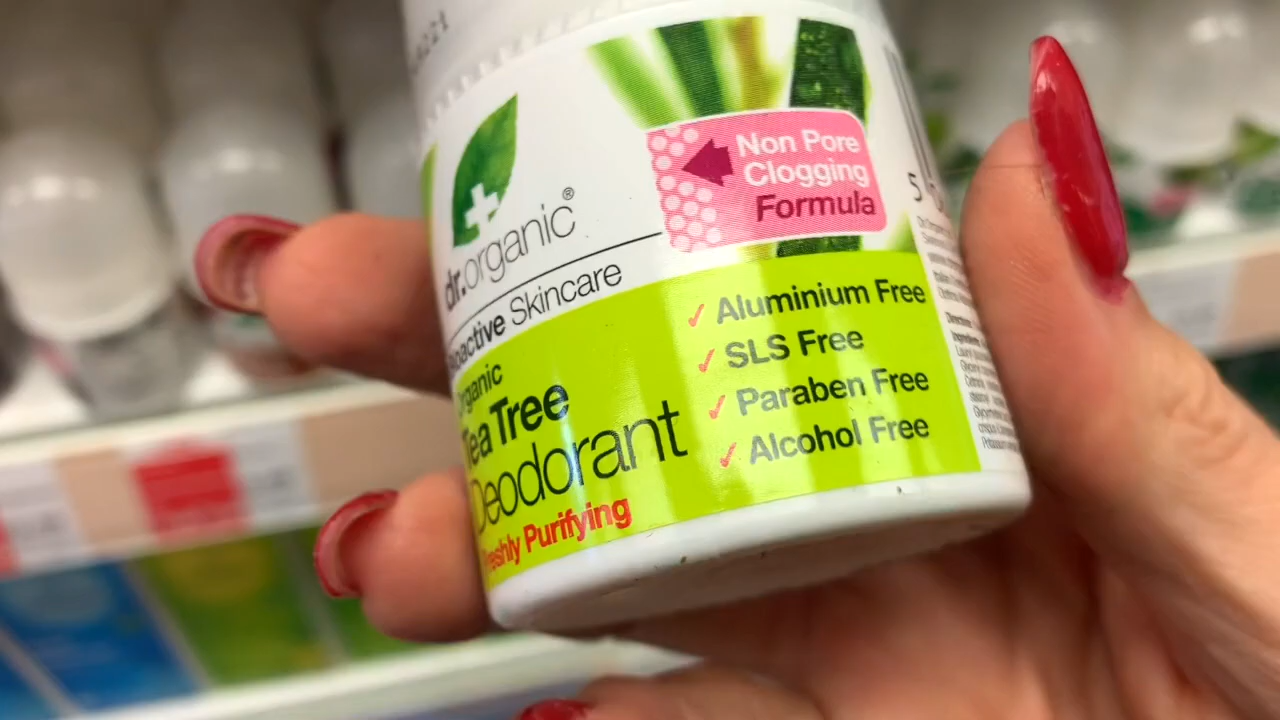 dr.organic®
Bioactive Skincare
Organic
Tea Tree
Deodorant
Freshly Purifying
Non Pore
Clogging
Formula
✓ Aluminium Free
✓ SLS Free
✓ Paraben Free
✓ Alcohol Free
5